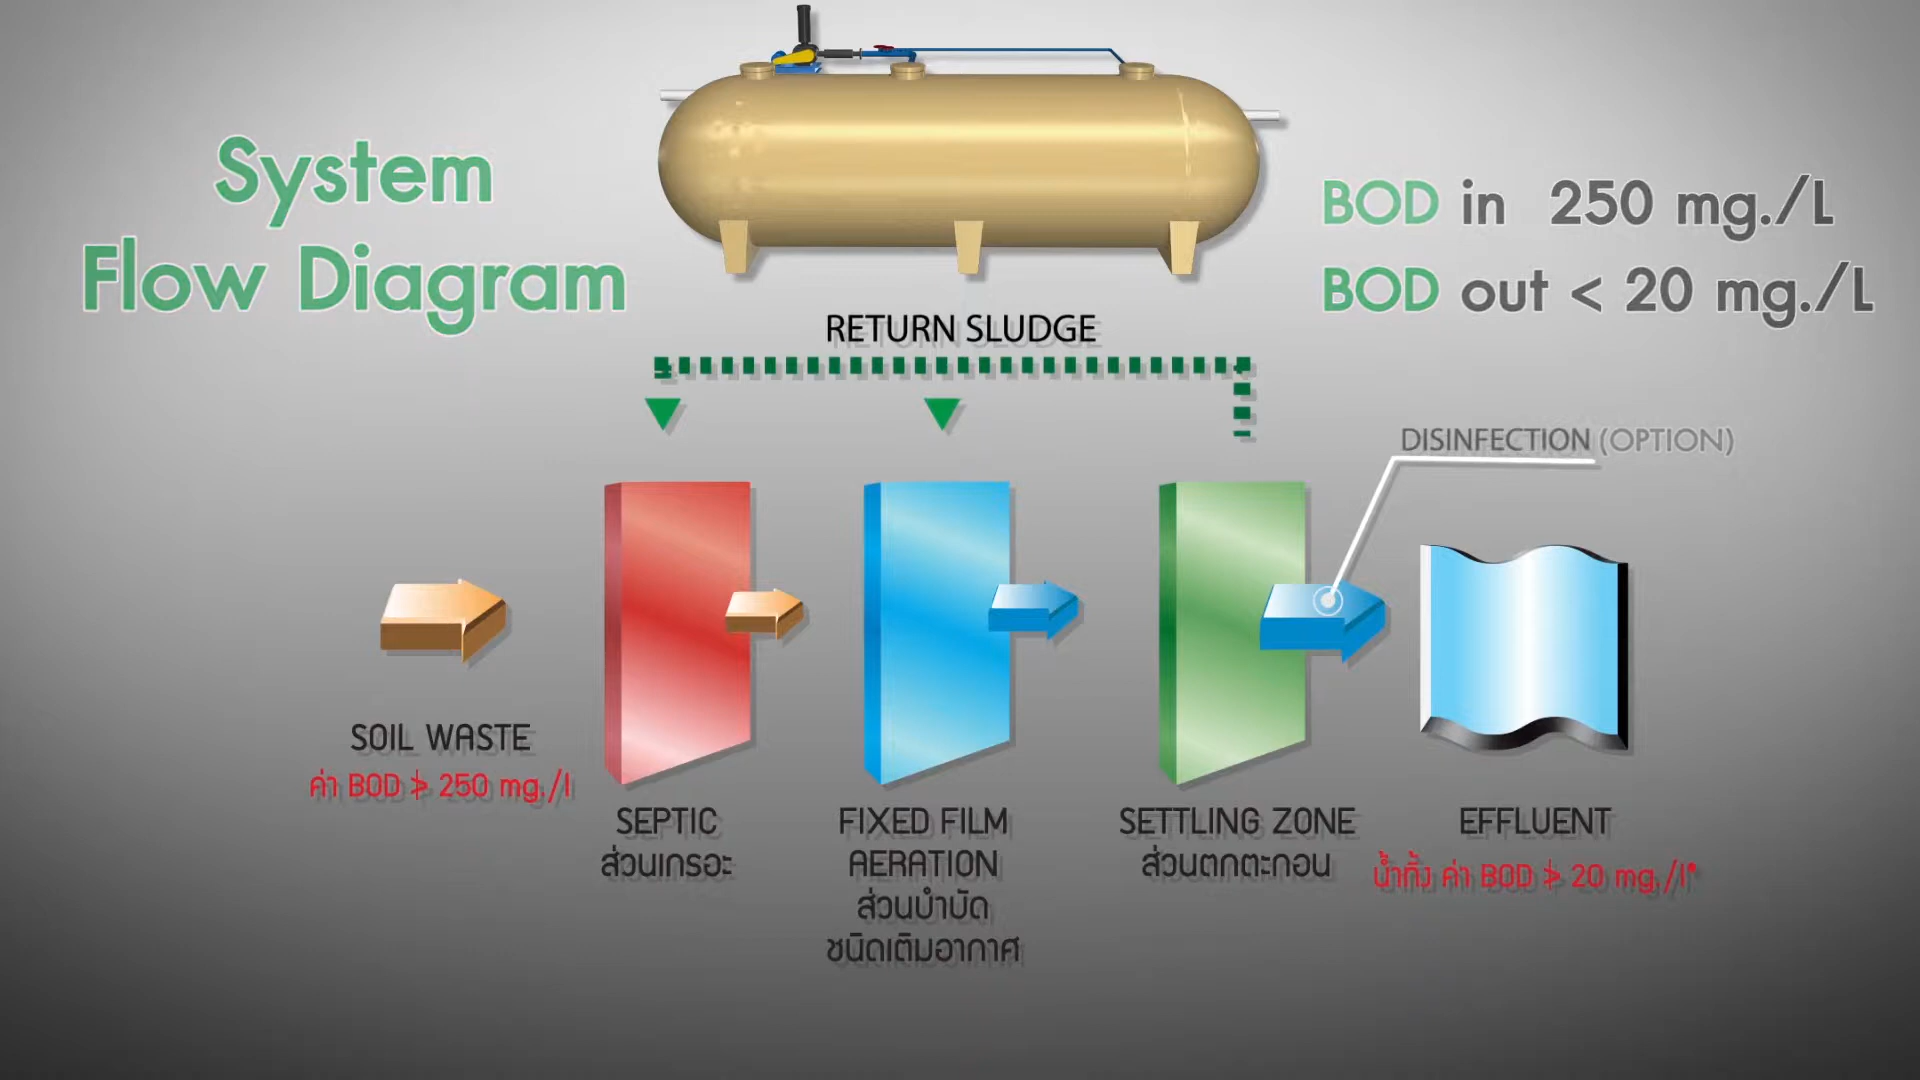 System
Flow Diagram
BOD in 250 mg./L
BOD out < 20 mg./L
RETURN SLUDGE
DISINFECTION (OPTION)
SOIL WASTE
ค่า BOD ≯ 250 mg./l
SEPTIC
ส่วนเกรอะ
FIXED FILM
AERATION
ส่วนบำบัด
ชนิดเติมอากาศ
SETTLING ZONE
ส่วนตกตะกอน
EFFLUENT
น้ำทิ้ง ค่า BOD ≯ 20 mg./l*